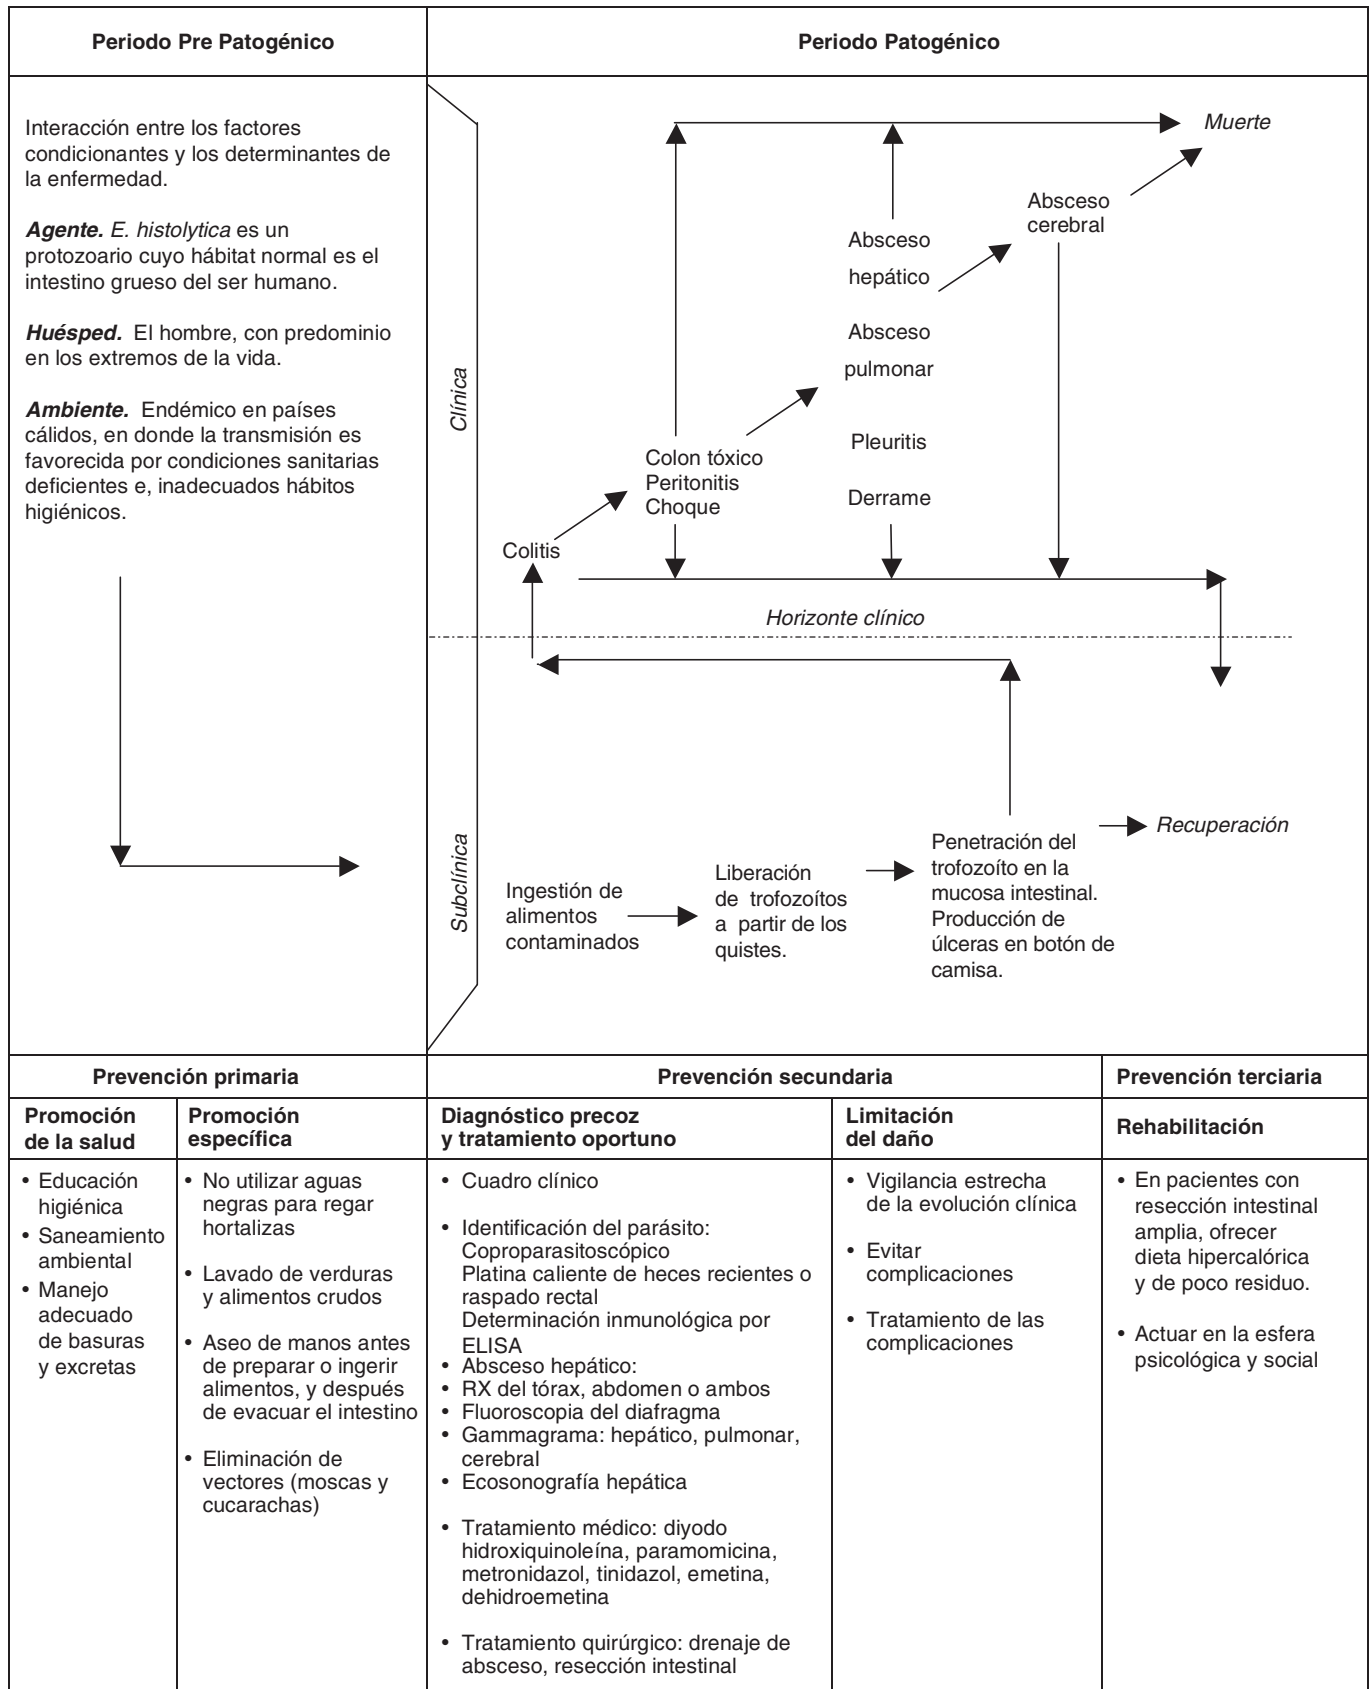 Periodo Pre Patogénico
Periodo Patogénico
Interacción entre los factores
condicionantes y los determinantes de
la enfermedad.
Agente. E. histolytica es un
protozoario cuyo hábitat normal es el
intestino grueso del ser humano.
Huésped. El hombre, con predominio
en los extremos de la vida.
Ambiente. Endémico en países
cálidos, en donde la transmisión es
favorecida por condiciones sanitarias
deficientes e, inadecuados hábitos
higiénicos.
Clínica
Subclínica
Muerte
Absceso
cerebral
Absceso
hepático
Absceso
pulmonar
Pleuritis
Derrame
Colon tóxico
Peritonitis
Choque
Colitis
Horizonte clínico
Ingestión de
alimentos
contaminados
Liberación
de trofozoítos
a partir de los
quistes.
Penetración del
trofozoíto en la
mucosa intestinal.
Producción de
úlceras en botón de
camisa.
Recuperación
Prevención primaria
Prevención secundaria
Prevención terciaria
Promoción
de la salud
Promoción
específica
Diagnóstico precoz
y tratamiento oportuno
Limitación
del daño
Rehabilitación
• Educación
higiénica
• Saneamiento
ambiental
• Manejo
adecuado
de basuras
y excretas
• No utilizar aguas
negras para regar
hortalizas
• Lavado de verduras
y alimentos crudos
• Aseo de manos antes
de preparar o ingerir
alimentos, y después
de evacuar el intestino
• Eliminación de
vectores (moscas y
cucarachas)
• Cuadro clínico
• Identificación del parásito:
Coproparasitoscópico
Platina caliente de heces recientes o
raspado rectal
Determinación inmunológica por
ELISA
• Absceso hepático:
• RX del tórax, abdomen o ambos
• Fluoroscopia del diafragma
• Gammagrama: hepático, pulmonar,
cerebral
• Ecosonografía hepática
• Tratamiento médico: diyodo
hidroxiquinoleína, paramomicina,
metronidazol, tinidazol, emetina,
dehidroemetina
• Tratamiento quirúrgico: drenaje de
absceso, resección intestinal
• Vigilancia estrecha
de la evolución clínica
• Evitar
complicaciones
• Tratamiento de las
complicaciones
• En pacientes con
resección intestinal
amplia, ofrecer
dieta hipercalórica
y de poco residuo.
• Actuar en la esfera
psicológica y social